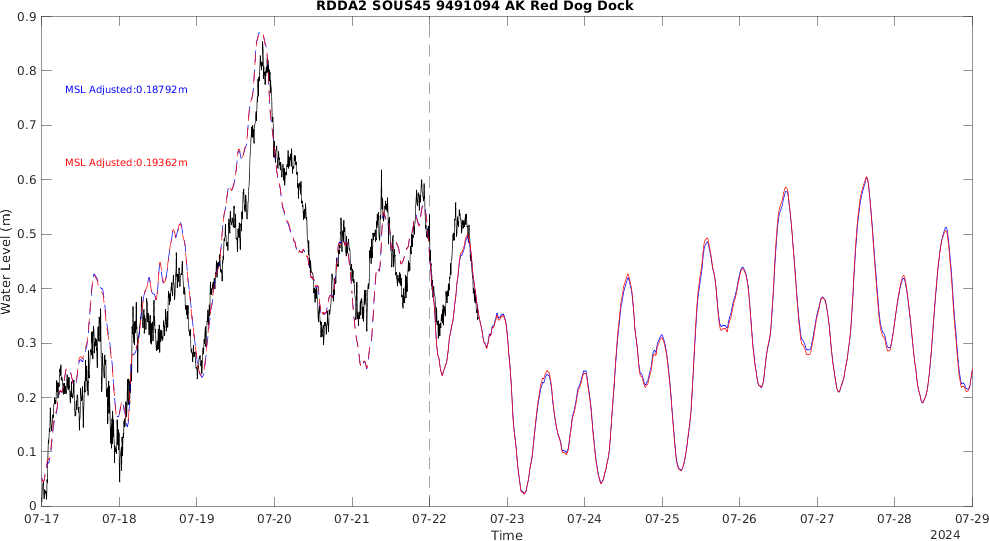 RDDA2 SOUS45 9491094 AK Red Dog Dock
0.9
0.8
0.7
0.6
0.5
0.4
0.3
0.2
0.1
0
Water Level (m)
MSL Adjusted:0.18792m
MSL Adjusted:0.19362m
07-17 07-18 07-19 07-20 07-21 07-22 07-23 07-24 07-25 07-26 07-27 07-28 07-29
Time
2024